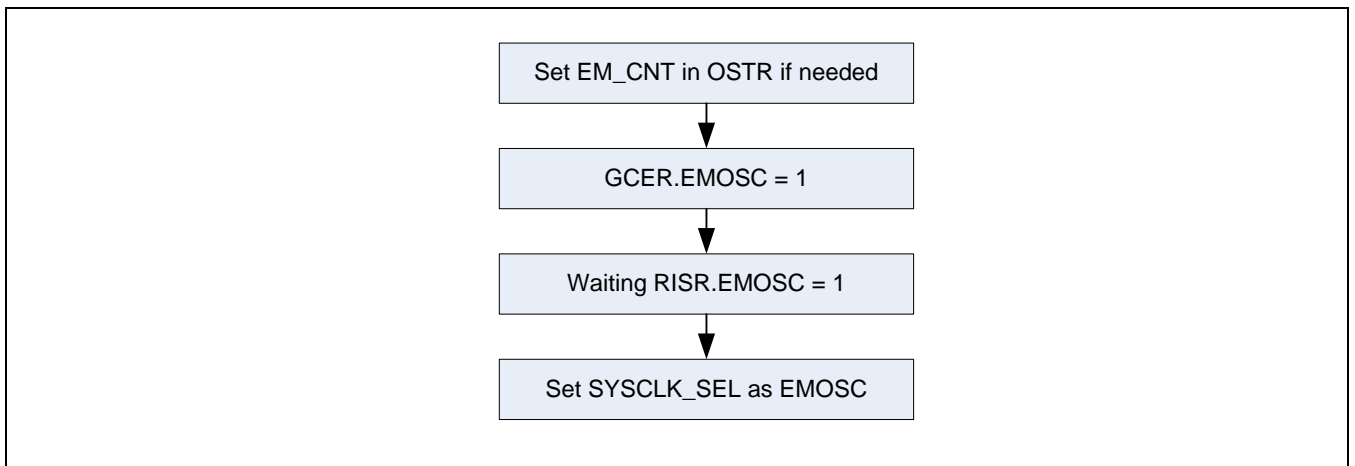 Set EM_CNT in OSTR if needed
GCER.EMOSC = 1
Waiting RISR.EMOSC = 1
Set SYSCLK_SEL as EMOSC